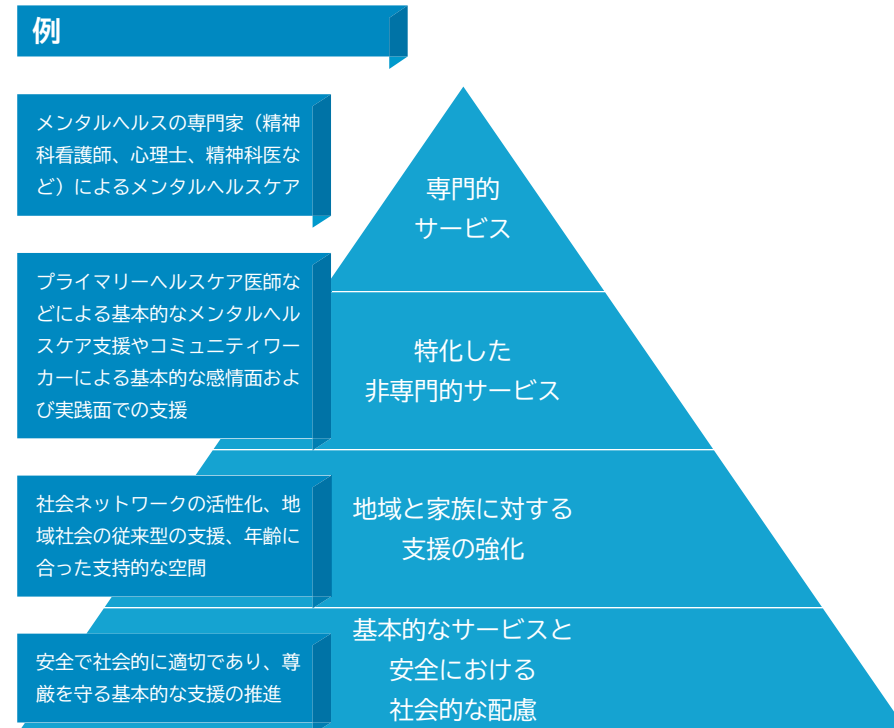 例
メンタルヘルスの専門家（精神
科看護師、心理士、精神科医な
ど）によるメンタルヘルスケア
専門的
サービス
プライマリーヘルスケア医師な
どによる基本的なメンタルヘル
スケア支援やコミュニティワー
カーによる基本的な感情面およ
び実践面での支援
特化した
非専門的サービス
社会ネットワークの活性化、地
域社会の従来型の支援、年齢に
合った支持的な空間
地域と家族に対する
支援の強化
安全で社会的に適切であり、尊
厳を守る基本的な支援の推進
基本的なサービスと
安全における
社会的な配慮